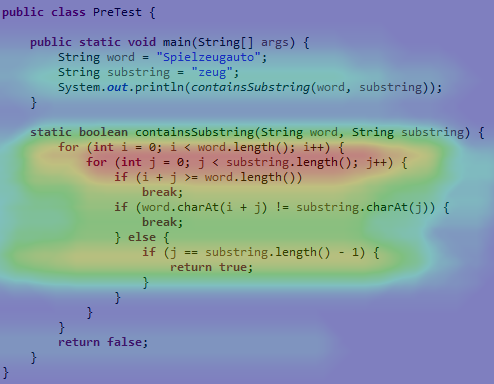 public class PreTest {
public static void main(String[] args) {
String word = "Spielzeugauto";
String substring = "zeug";
System.out.println(containsSubstring(word, substring));
}
static boolean containsSubstring(String word, String substring) {
for (int i = 0; i < word.length(); i++) {
for (int j = 0; j < substring.length(); j++) {
if (i + j >= word.length())
break;
if (word.charAt(i + j) != substring.charAt(j)) {
break;
} else {
if (j == substring.length() - 1) {
return true;
}
}
}
}
return false;
}
}